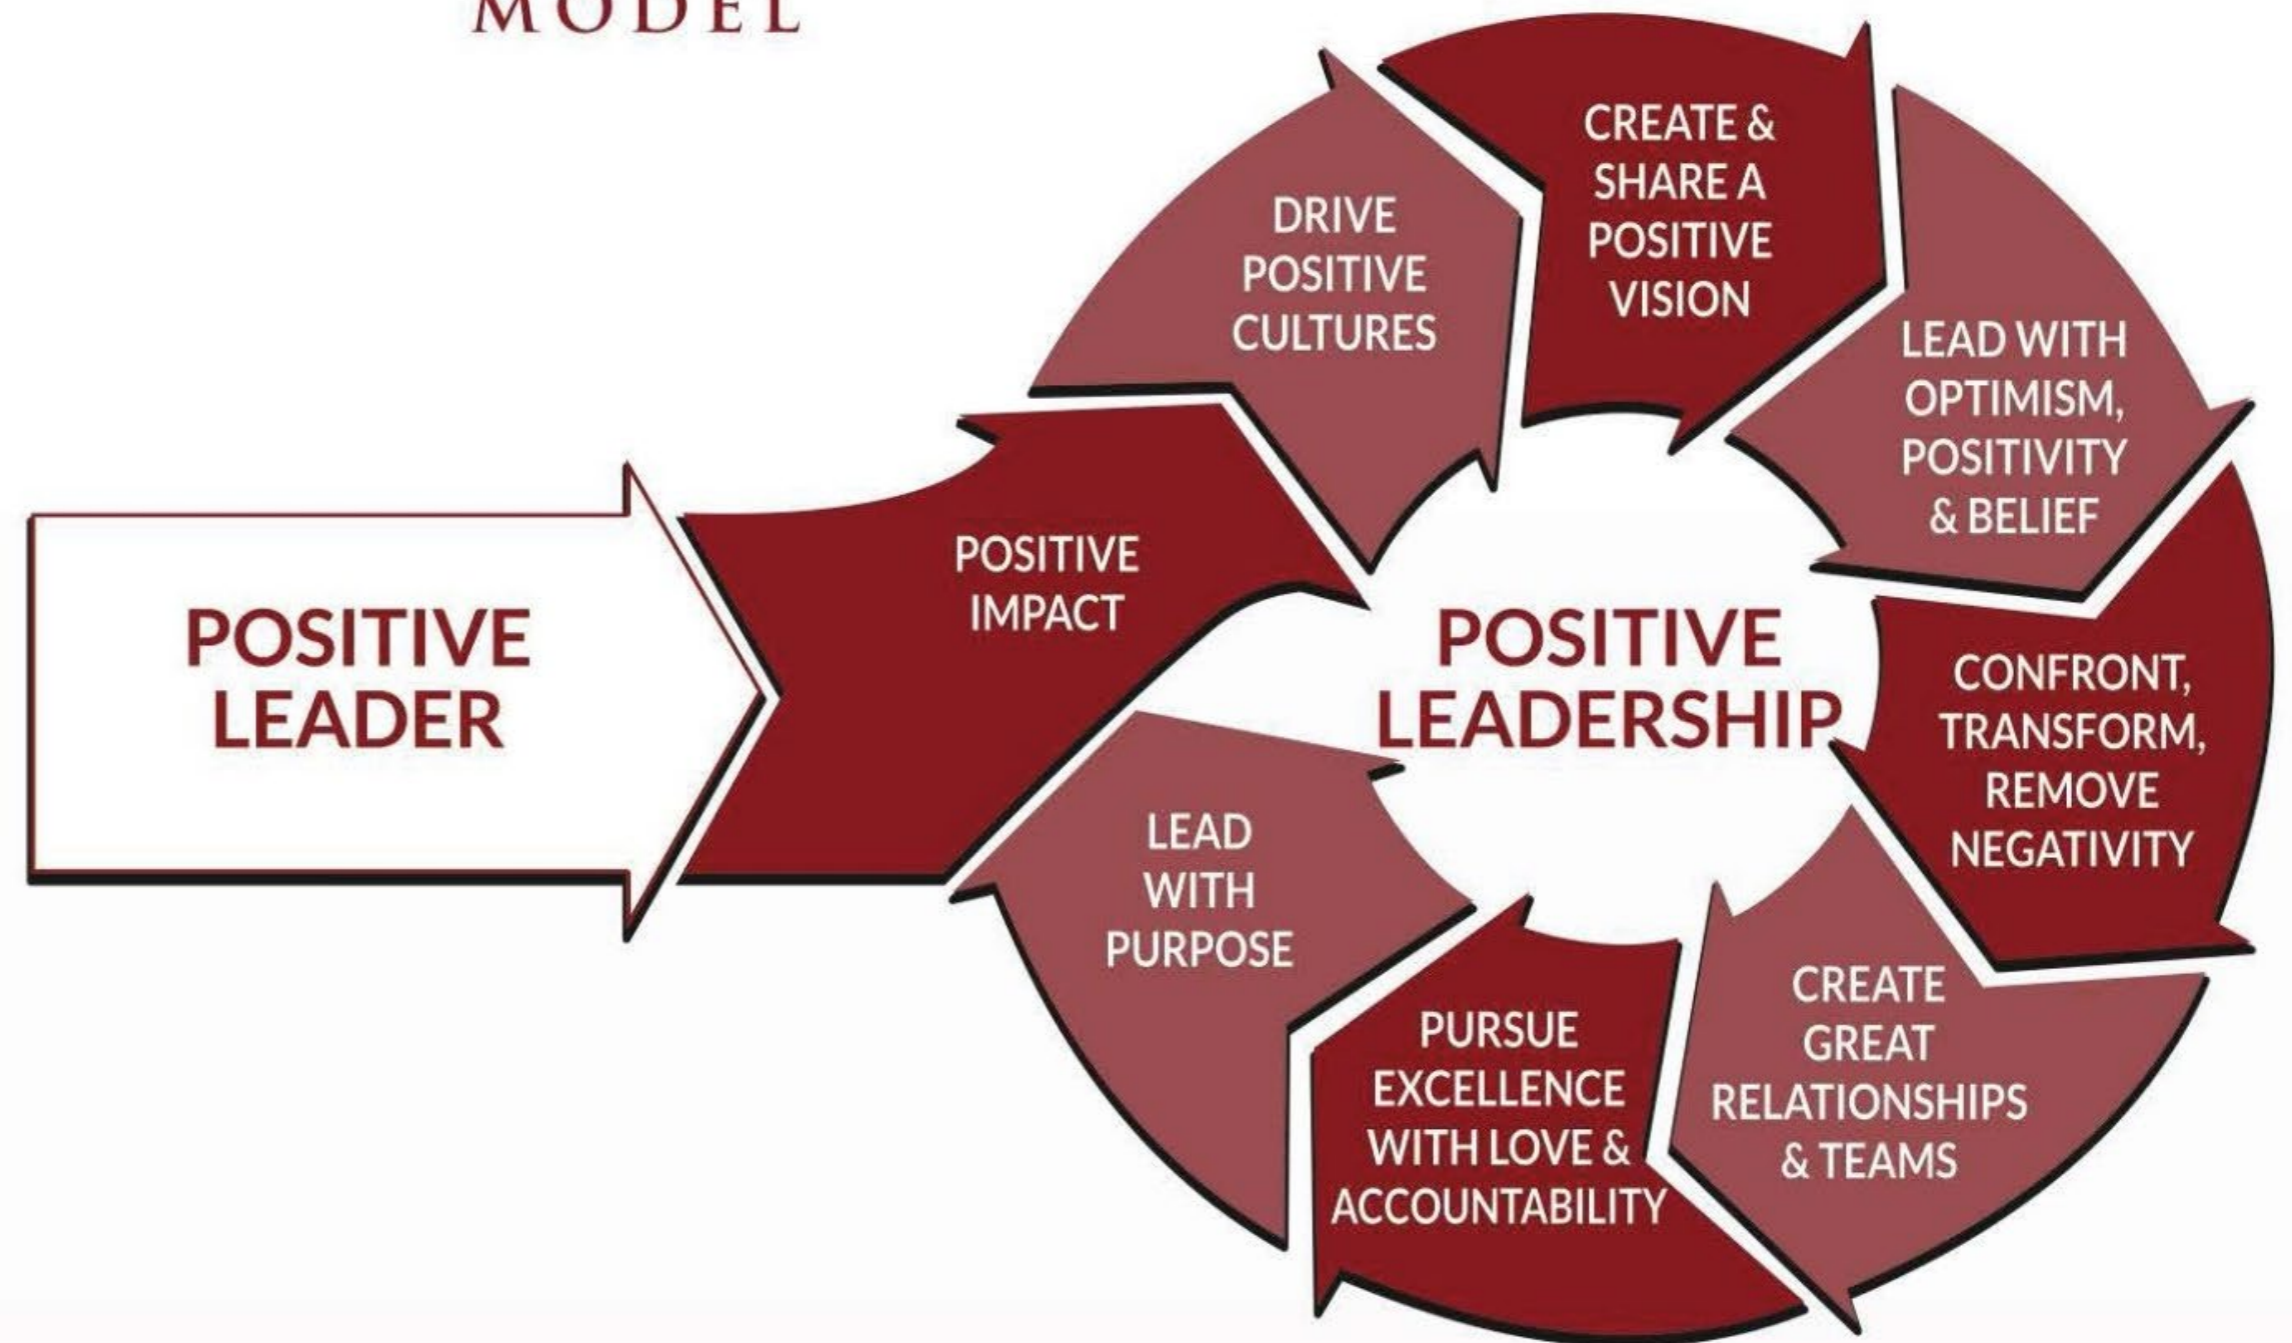 MODEL
POSITIVE
LEADER
POSITIVE
IMPACT
DRIVE
POSITIVE
CULTURES
CREATE &
SHARE A
POSITIVE
VISION
LEAD WITH
OPTIMISM,
POSITIVITY
& BELIEF
CONFRONT,
TRANSFORM,
REMOVE
NEGATIVITY
CREATE
GREAT
RELATIONSHIPS
& TEAMS
PURSUE
EXCELLENCE
WITH LOVE &
ACCOUNTABILITY
LEAD
WITH
PURPOSE
POSITIVE
LEADERSHIP